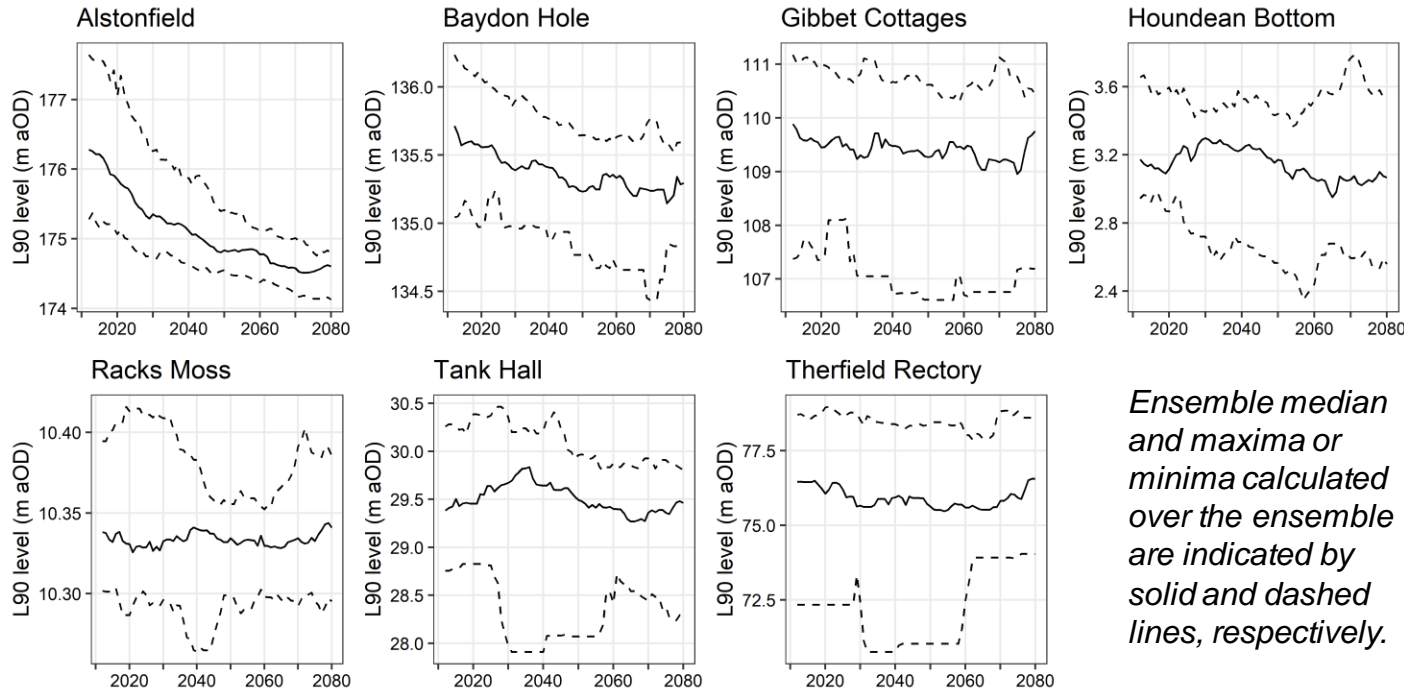 Alstonfield
Baydon Hole
Gibbet Cottages
Houndean Bottom
L90 level (m aOD)
177
176
175
174
2020 2040 2060 2080
L90 level (m aOD)
136.0
135.5
135.0
134.5
2020 2040 2060 2080
L90 level (m aOD)
111
110
109
108
107
2020 2040 2060 2080
L90 level (m aOD)
3.6
3.2
2.8
2.4
2020 2040 2060 2080
Racks Moss
Tank Hall
Therfield Rectory
L90 level (m aOD)
10.40
10.35
10.30
2020 2040 2060 2080
L90 level (m aOD)
30.5
30.0
29.5
29.0
28.5
28.0
2020 2040 2060 2080
L90 level (m aOD)
77.5
75.0
72.5
2020 2040 2060 2080
Ensemble median
and maxima or
minima calculated
over the ensemble
are indicated by
solid and dashed
lines, respectively.